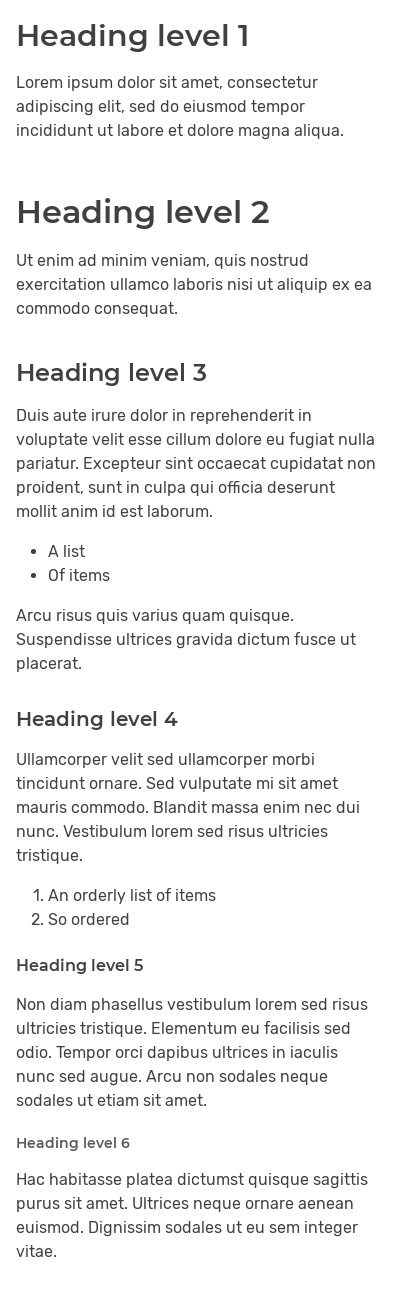 Heading level 1
Lorem ipsum dolor sit amet, consectetur
adipiscing elit, sed do eiusmod tempor
incididunt ut labore et dolore magna aliqua.
Heading level 2
Ut enim ad minim veniam, quis nostrud
exercitation ullamco laboris nisi ut aliquip ex ea
commodo consequat.
Heading level 3
Duis aute irure dolor in reprehenderit in
voluptate velit esse cillum dolore eu fugiat nulla
pariatur. Excepteur sint occaecat cupidatat non
proident, sunt in culpa qui officia deserunt
mollit anim id est laborum.
• A list
• Of items
Arcu risus quis varius quam quisque.
Suspendisse ultrices gravida dictum fusce ut
placerat.
Heading level 4
Ullamcorper velit sed ullamcorper morbi
tincidunt ornare. Sed vulputate mi sit amet
mauris commodo. Blandit massa enim nec dui
nunc. Vestibulum lorem sed risus ultricies
tristique.
1. An orderly list of items
2. So ordered
Heading level 5
Non diam phasellus vestibulum lorem sed risus
ultricies tristique. Elementum eu facilisis sed
odio. Tempor orci dapibus ultrices in iaculis
nunc sed augue. Arcu non sodales neque
sodales ut etiam sit amet.
Heading level 6
Hac habitasse platea dictumst quisque sagittis
purus sit amet. Ultrices neque ornare aenean
euismod. Dignissim sodales ut eu sem integer
vitae.